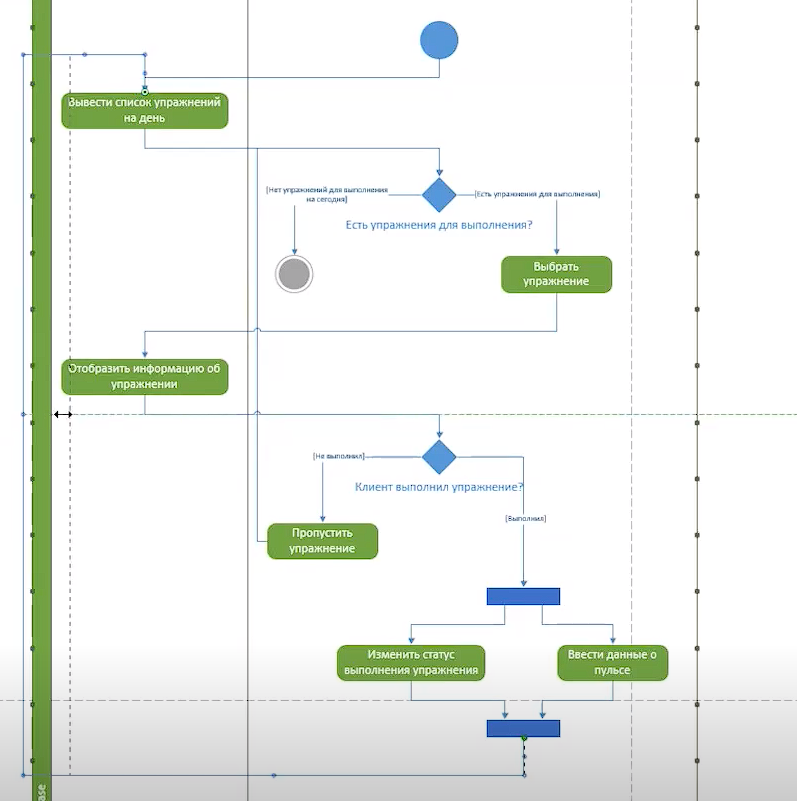 Вывести список упражнений
на день
[Нет упражнений для выполнения
на сегодня]
[Есть упражнения для выполнения]
Есть упражнения для выполнения?
Выбрать
упражнение
Отобразить информацию об
упражнении
[Не выполнил]
Клиент выполнил упражнение?
[Выполнил]
Пропустить
упражнение
Изменить статус
выполнения упражнения
Ввести данные о
пульсе